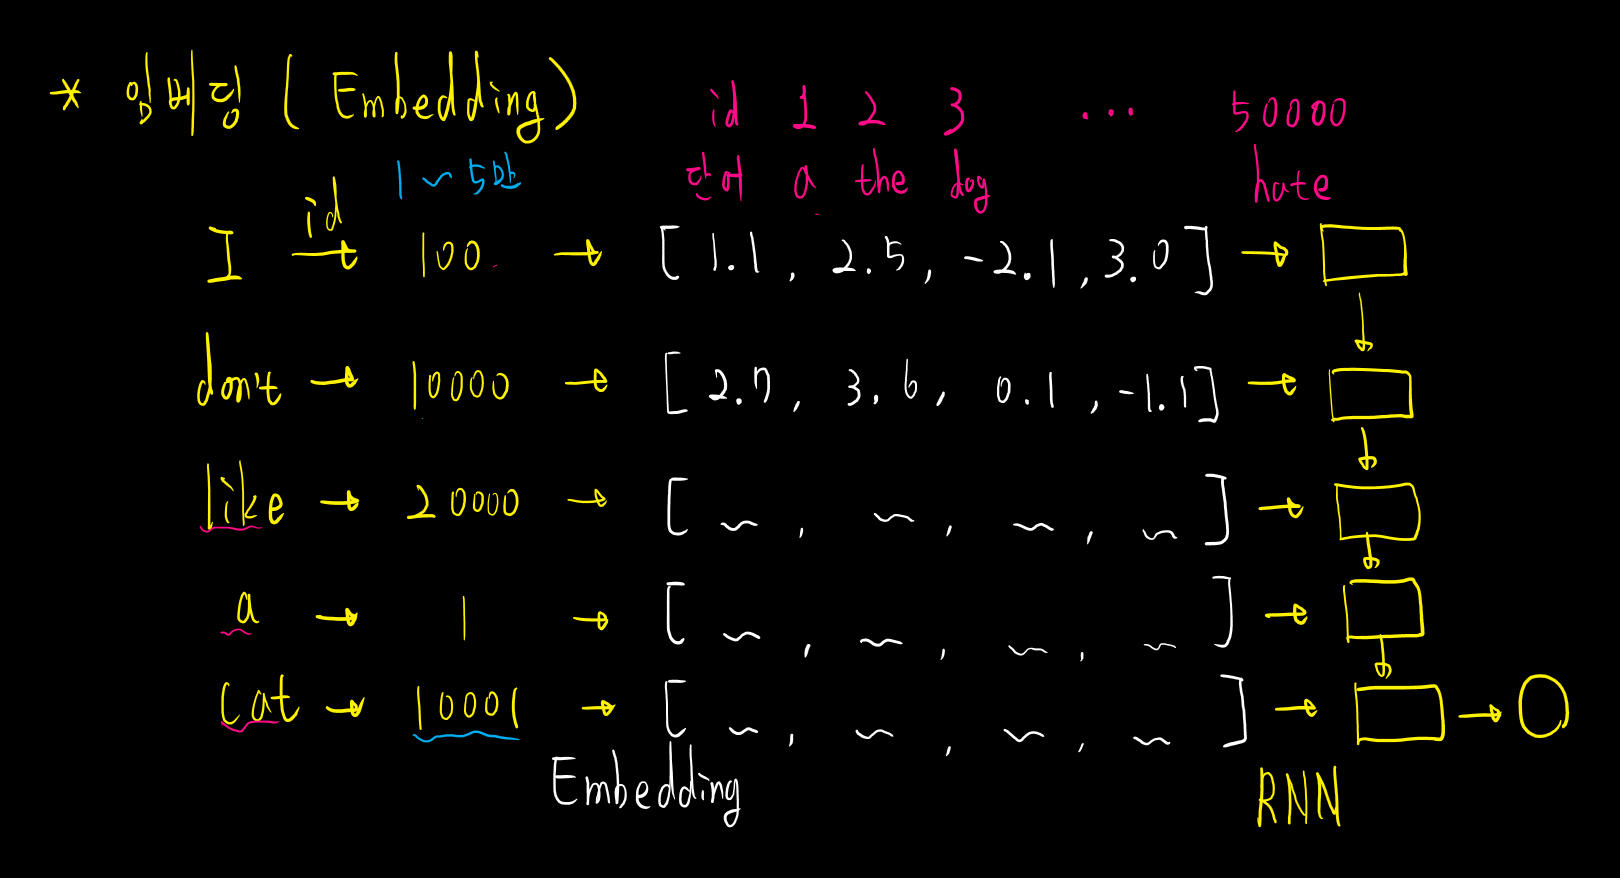 * 임베딩 ( Embedding )
id 1 2 3 ... 50000
단어 a the dog hate
1 ~ 5만
I id → 100 → [ 1.1 , 2.5 , -2.1 , 3.0 ] →
don't → 10000 → [ 2.7 , 3.6 , 0.1 , -1.1 ] →
like → 20000 → [ ~ , ~ , ~ , ~ ] →
a → 1 → [ ~ , ~ , ~ , ~ ] →
cat → 10001 → [ ~ , ~ , ~ , ~ ] → →
Embedding
RNN